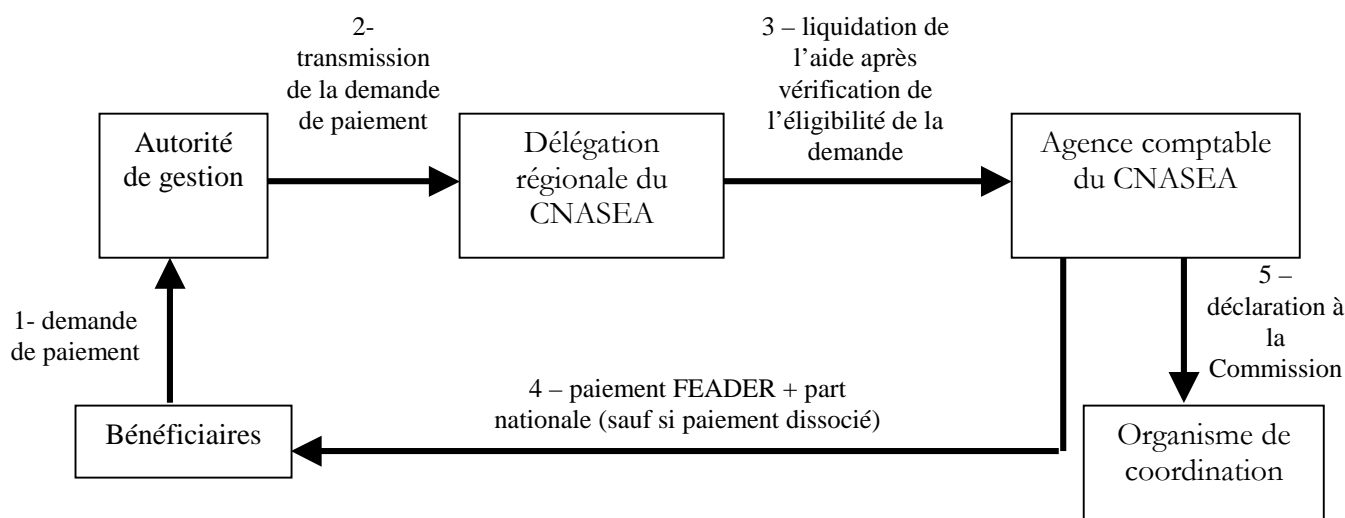 2-
transmission
de la demande
de paiement
3 – liquidation de
l’aide après
vérification de
l’éligibilité de la
demande
Autorité
de gestion
Délégation
régionale du
CNASEA
Agence comptable
du CNASEA
1- demande
de paiement
5 –
déclaration à
la
Commission
4 – paiement FEADER + part
nationale (sauf si paiement dissocié)
Bénéficiaires
Organisme de
coordination